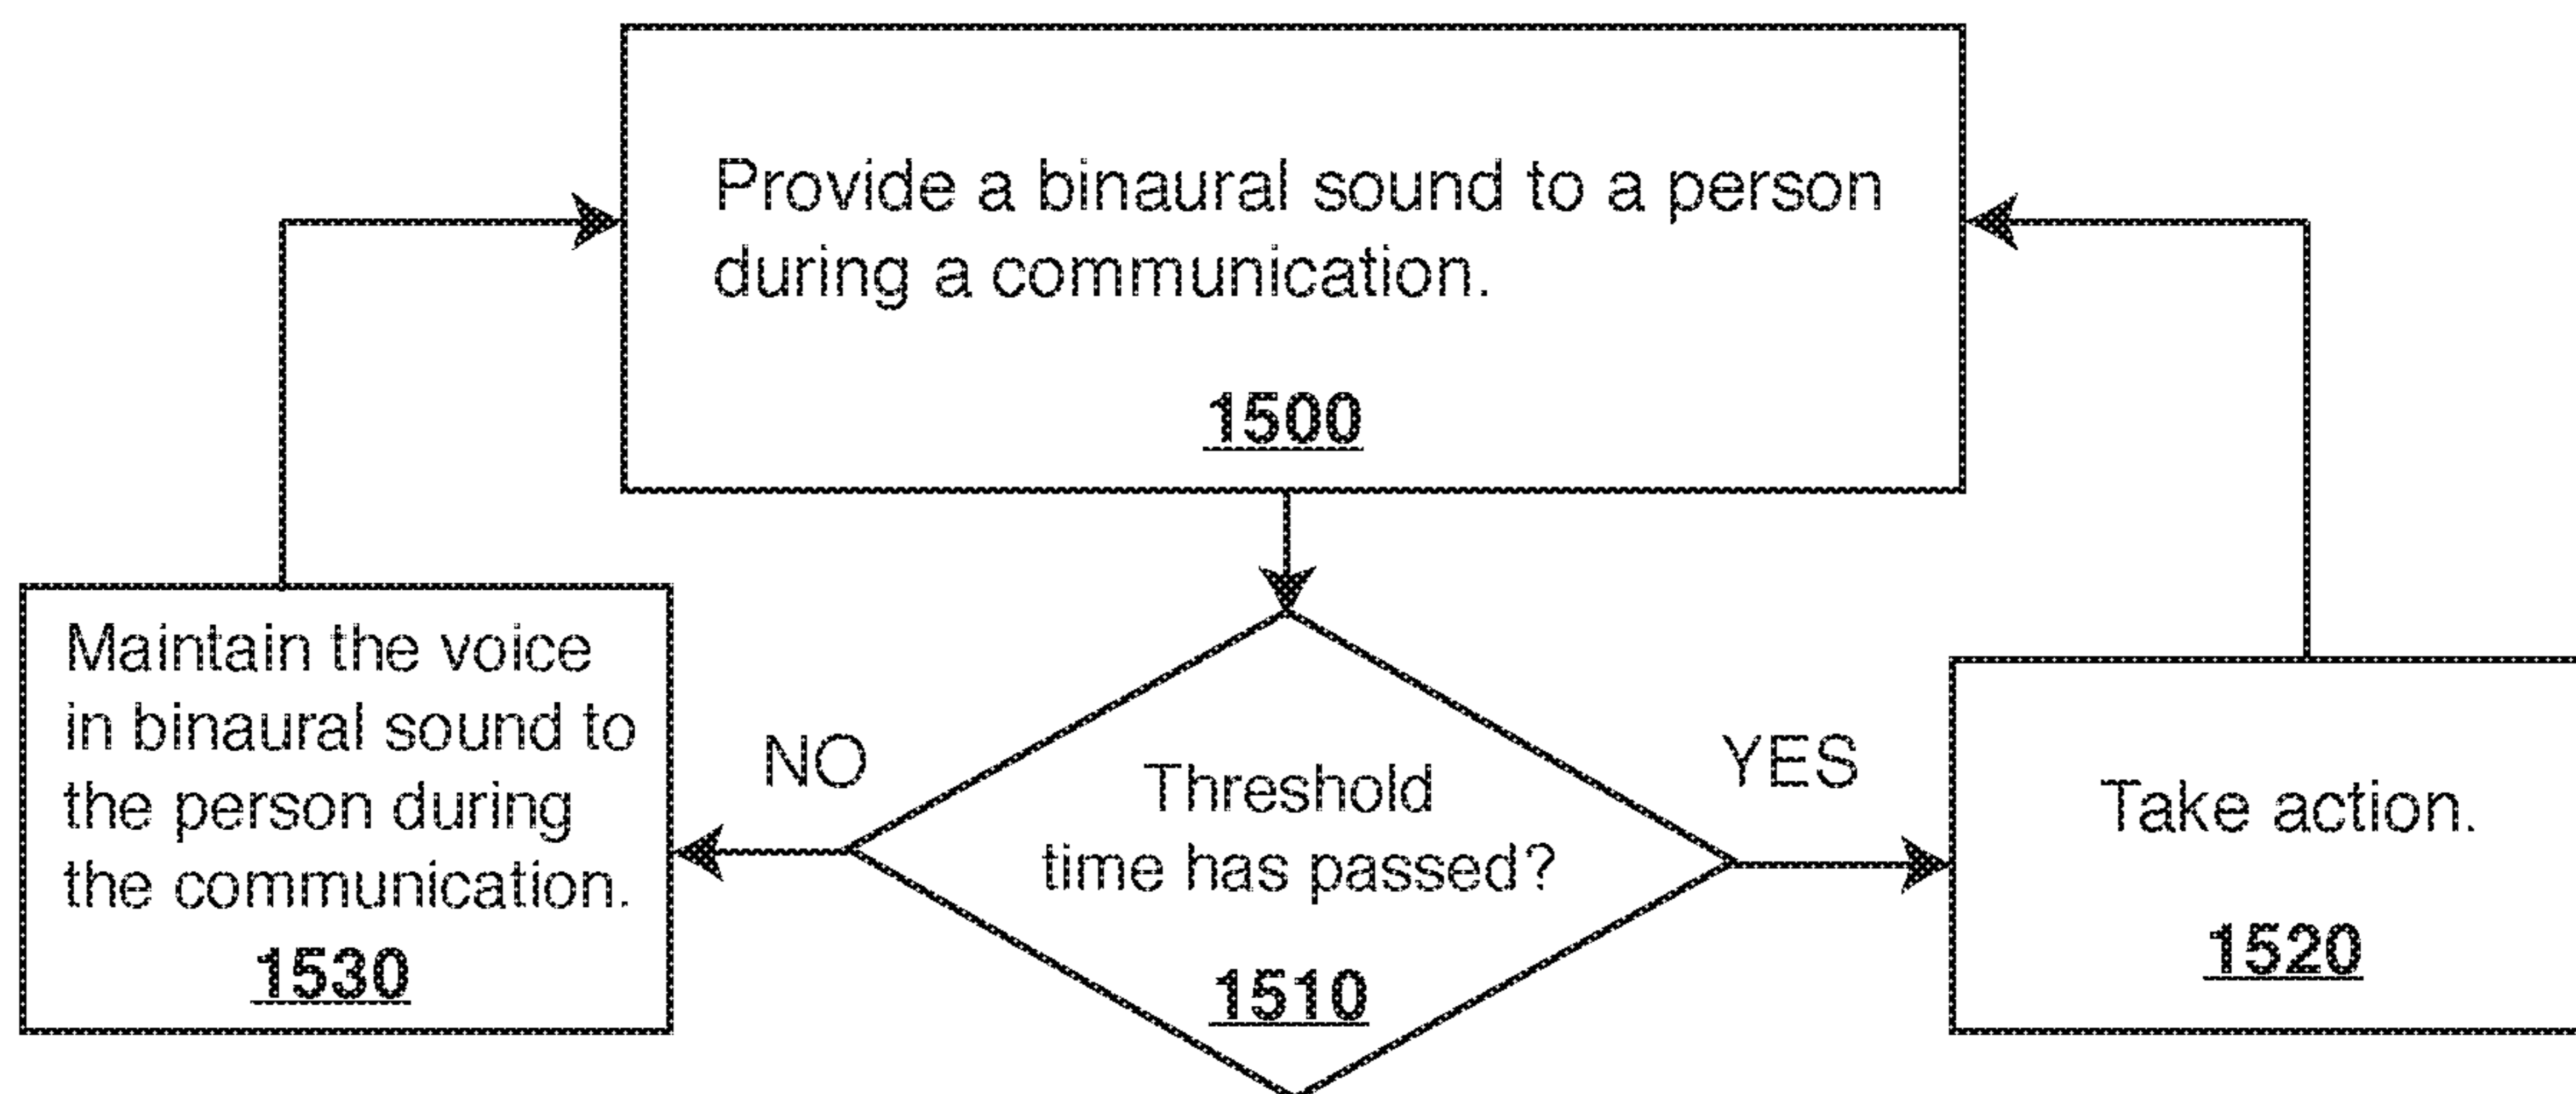 Provide a binaural sound to a person
during a communication.
1500
Maintain the voice
in binaural sound to
the person during
the communication.
1530
NO
Threshold
time has passed?
1510
YES
Take action.
1520